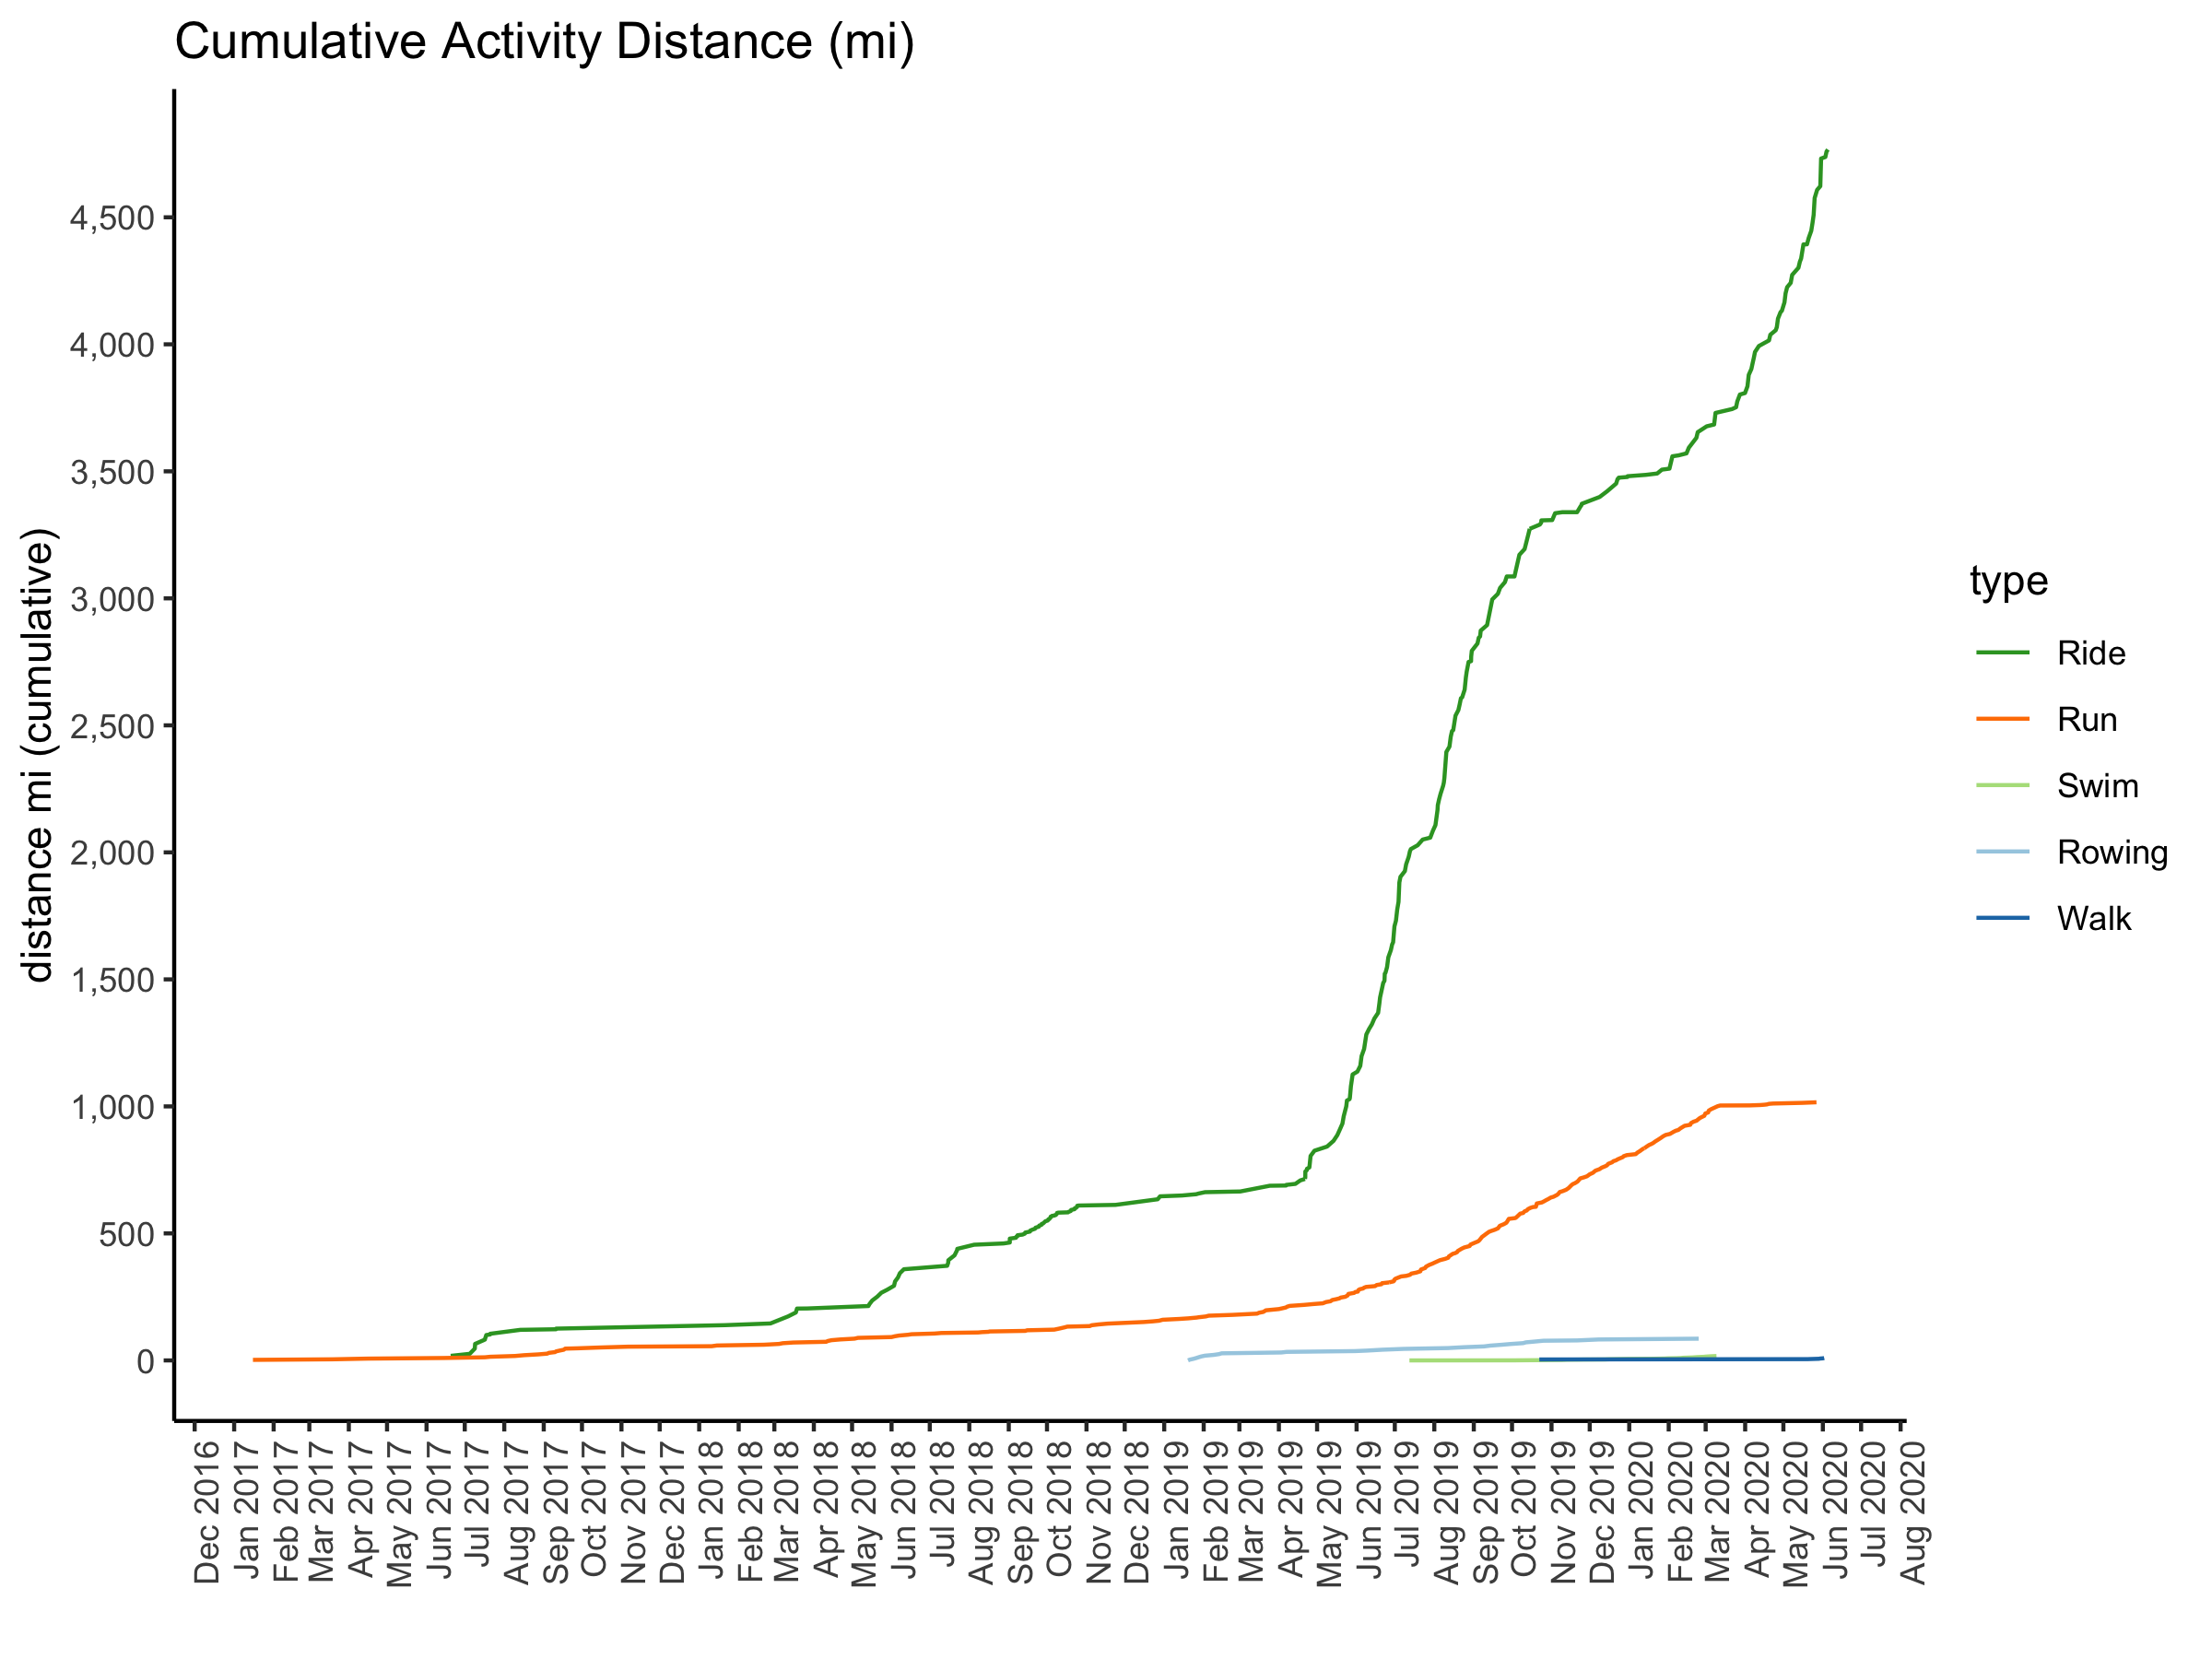 Cumulative Activity Distance (mi)
distance mi (cumulative)
4,500
4,000
3,500
3,000
2,500
2,000
1,500
1,000
500
0
Dec 2016
Jan 2017
Feb 2017
Mar 2017
Apr 2017
May 2017
Jun 2017
Jul 2017
Aug 2017
Sep 2017
Oct 2017
Nov 2017
Dec 2017
Jan 2018
Feb 2018
Mar 2018
Apr 2018
May 2018
Jun 2018
Jul 2018
Aug 2018
Sep 2018
Oct 2018
Nov 2018
Dec 2018
Jan 2019
Feb 2019
Mar 2019
Apr 2019
May 2019
Jun 2019
Jul 2019
Aug 2019
Sep 2019
Oct 2019
Nov 2019
Dec 2019
Jan 2020
Feb 2020
Mar 2020
Apr 2020
May 2020
Jun 2020
Jul 2020
Aug 2020
type
Ride
Run
Swim
Rowing
Walk